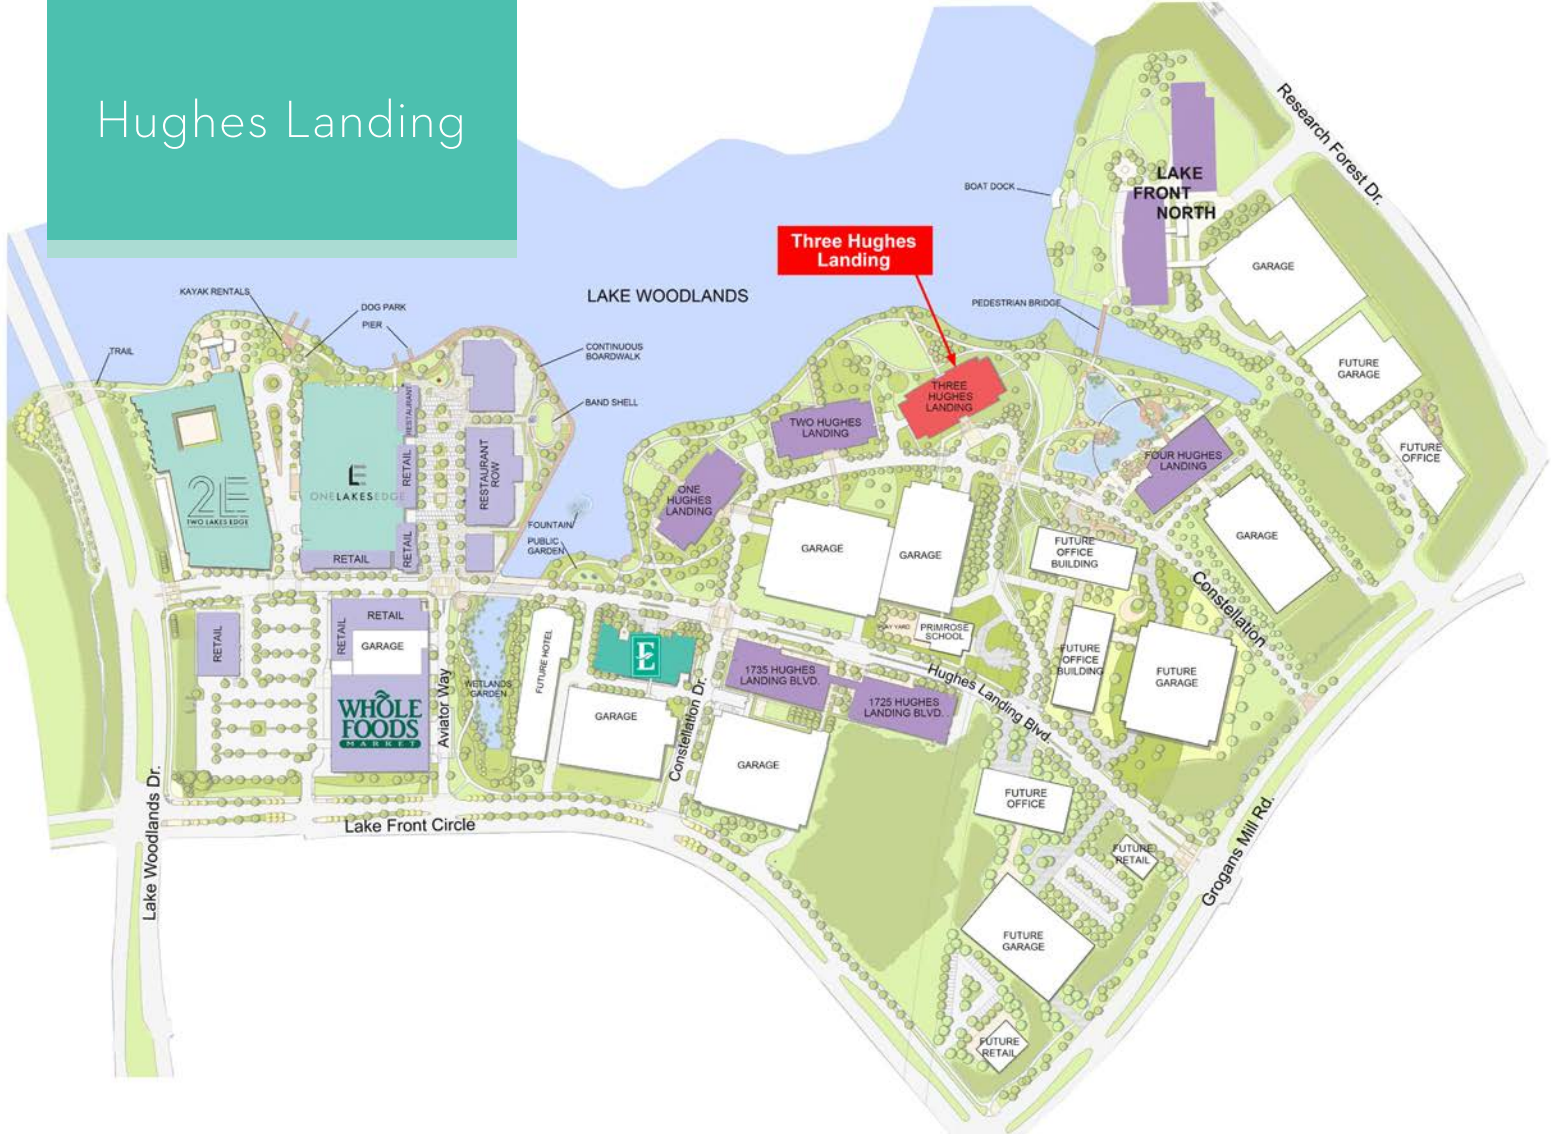 Hughes Landing
Research Forest Dr.
BOAT DOCK
LAKE
FRONT
NORTH
Three Hughes
Landing
GARAGE
LAKE WOODLANDS
KAYAK RENTALS
DOG PARK
PIER
PEDESTRIAN BRIDGE
TRAIL
CONTINUOUS
BOARDWALK
FUTURE
GARAGE
BAND SHELL
RESTAURANT
THREE
HUGHES
LANDING
TWO HUGHES
LANDING
FUTURE
OFFICE
FOUR HUGHES
LANDING
RETAIL
RESTAURANT
ROW
2LE
TWO LAKES EDGE
LE
ONELAKESEDGE
ONE
HUGHES
LANDING
FOUNTAIN
PUBLIC
GARDEN
RETAIL
RETAIL
GARAGE
GARAGE
FUTURE
OFFICE
BUILDING
GARAGE
Constellation
RETAIL
RETAIL
RETAIL
GARAGE
FUTURE HOTEL
E
PLAY YARD
PRIMROSE
SCHOOL
FUTURE
OFFICE
BUILDING
FUTURE
GARAGE
WETLANDS
GARDEN
1735 HUGHES
LANDING BLVD.
1725 HUGHES
LANDING BLVD.
Hughes Landing Blvd.
WHOLE
FOODS
MARKET
Aviator Way
GARAGE
Constellation Dr.
GARAGE
FUTURE
OFFICE
Lake Woodlands Dr.
Lake Front Circle
FUTURE
RETAIL
Grogans Mill Rd.
FUTURE
GARAGE
FUTURE
RETAIL